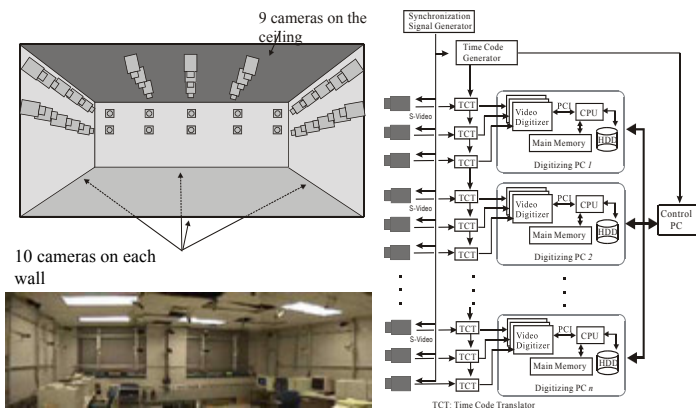 9 cameras on the
ceiling
10 cameras on each
wall
Synchronization
Signal Generator
Time Code
Generator
S-Video
TCT
TCT
TCT
Video
Digitizer
PCI
CPU
Main Memory
HDD
Digitizing PC 1
S-Video
TCT
TCT
TCT
Video
Digitizer
PCI
CPU
Main Memory
HDD
Digitizing PC 2
Control
PC
S-Video
TCT
TCT
TCT
Video
Digitizer
PCI
CPU
Main Memory
HDD
Digitizing PC n
TCT: Time Code Translator